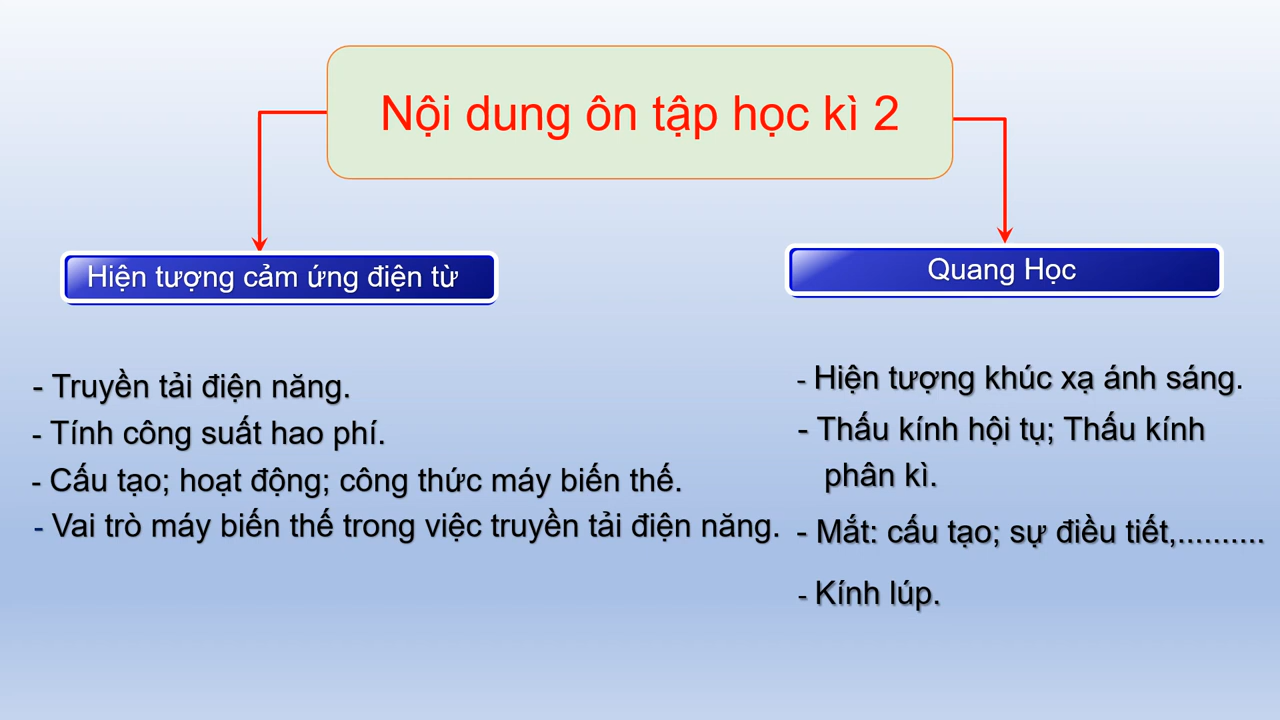 Nội dung ôn tập học kì 2
Hiện tượng cảm ứng điện từ
- Truyền tải điện năng.
- Tính công suất hao phí.
- Cấu tạo; hoạt động; công thức máy biến thế.
- Vai trò máy biến thế trong việc truyền tải điện năng.
Quang Học
- Hiện tượng khúc xạ ánh sáng.
- Thấu kính hội tụ; Thấu kính
phân kì.
- Mắt: cấu tạo; sự điều tiết,..........
- Kính lúp.